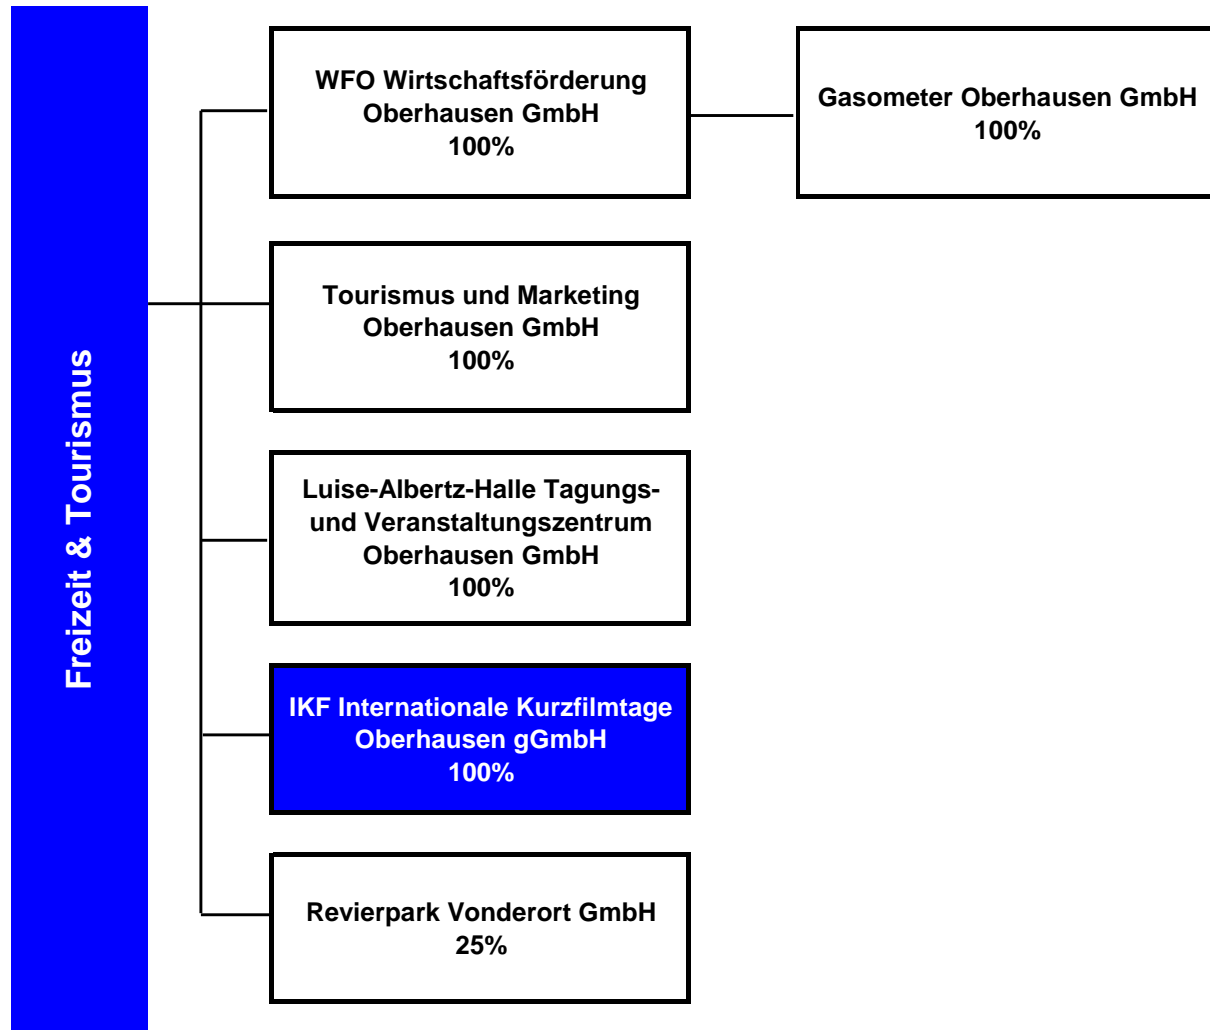 Freizeit & Tourismus
WFO Wirtschaftsförderung
Oberhausen GmbH
100%
Gasometer Oberhausen GmbH
100%
Tourismus und Marketing
Oberhausen GmbH
100%
Luise-Albertz-Halle Tagungs-
und Veranstaltungszentrum
Oberhausen GmbH
100%
IKF Internationale Kurzfilmtage
Oberhausen gGmbH
100%
Revierpark Vonderort GmbH
25%